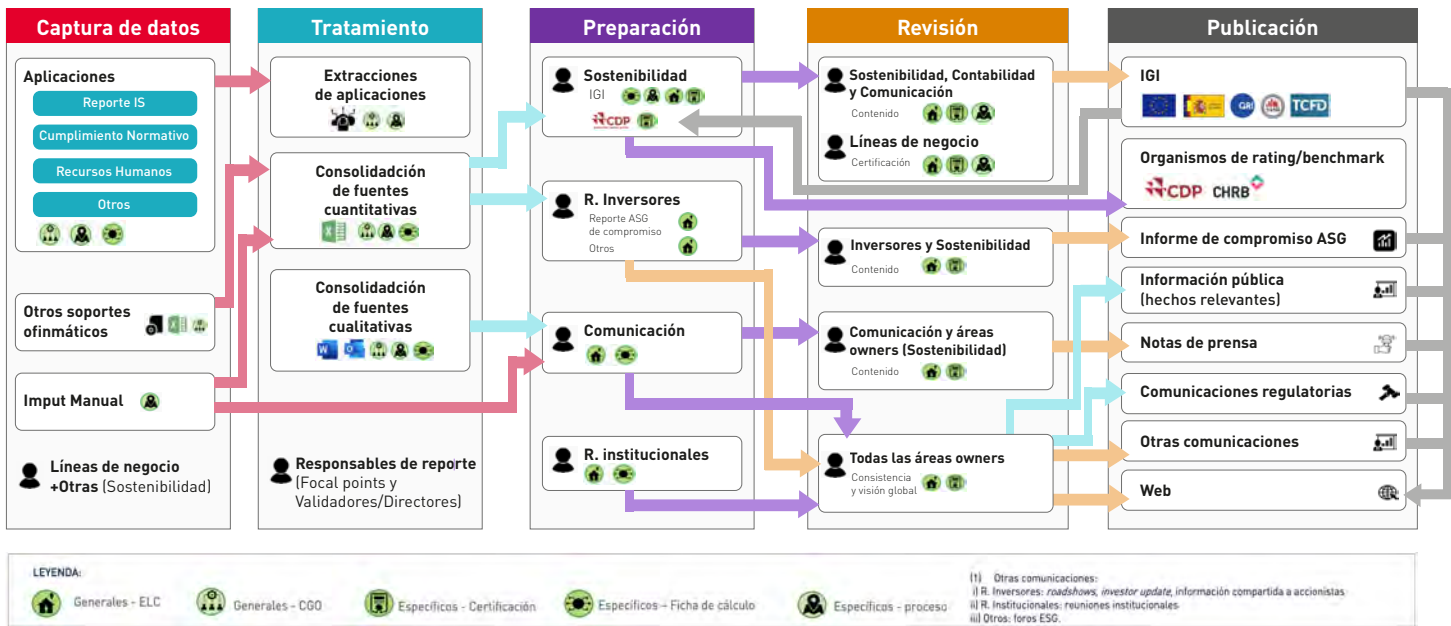 Captura de datos
Aplicaciones
Reporte IS
Cumplimiento Normativo
Recursos Humanos
Otros
Otros soportes
ofinmáticos
Imput Manual
Líneas de negocio
+Otras (Sostenibilidad)
Tratamiento
Extracciones
de aplicaciones
Consolidadción
de fuentes
cuantitativas
Consolidadción
de fuentes
cualitativas
Responsables de reporte
(Focal points y
Validadores/Directores)
Preparación
Sostenibilidad
IGI
CDP
R. Inversores
Reporte ASG
de compromiso
Otros
Comunicación
R. institucionales
Revisión
Sostenibilidad, Contabilidad
y Comunicación
Contenido
Líneas de negocio
Certificación
Inversores y Sostenibilidad
Contenido
Comunicación y áreas
owners (Sostenibilidad)
Contenido
Todas las áreas owners
Consistencia
y visión global
Publicación
IGI
GRI
TCFD
Organismos de rating/benchmark
CDP CHRB
Informe de compromiso ASG
Información pública
(hechos relevantes)
Notas de prensa
Comunicaciones regulatorias
Otras comunicaciones
Web
LEYENDA:
Generales - ELC
Generales - CGO
Específicos - Certificación
Específicos - Ficha de cálculo
Específicos - proceso
(1) Otras comunicaciones:
i) R. Inversores: roadshows, investor update, información compartida a accionistas
ii) R. Institucionales: reuniones institucionales
iii) Otros: foros ESG.